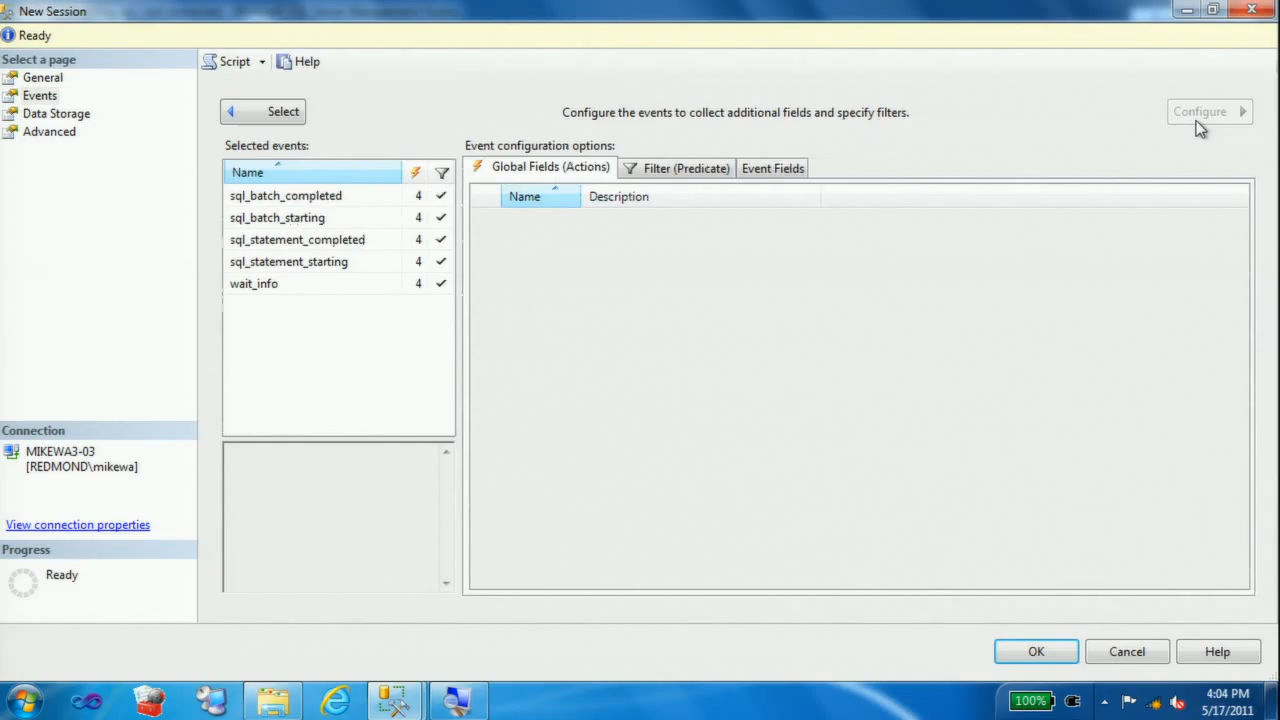 New Session
Ready
Select a page
General
Events
Data Storage
Advanced
Script
Help
Select
Configure the events to collect additional fields and specify filters.
Configure
Selected events:
Event configuration options:
Name
Global Fields (Actions)
Filter (Predicate)
Event Fields
Name
Description
sql_batch_completed 4
sql_batch_starting 4
sql_statement_completed 4
sql_statement_starting 4
wait_info 4
Connection
MIKEWA3-03
[REDMOND\mikewa]
View connection properties
Progress
Ready
OK
Cancel
Help
100%
4:04 PM
5/17/2011